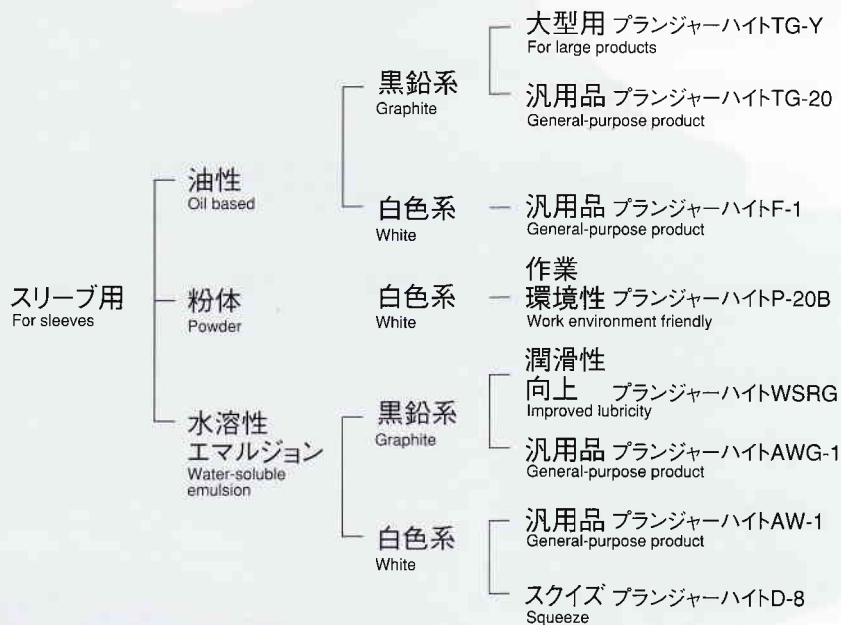 スリーブ用
For sleeves
油性
Oil based
黒鉛系
Graphite
大型用 プランジャーハイトTG-Y
For large products
汎用品 プランジャーハイトTG-20
General-purpose product
白色系
White
汎用品 プランジャーハイトF-1
General-purpose product
粉体
Powder
白色系
White
作業
環境性 プランジャーハイトP-20B
Work environment friendly
水溶性
エマルジョン
Water-soluble
emulsion
黒鉛系
Graphite
潤滑性
向上 プランジャーハイトWSRG
Improved lubricity
汎用品 プランジャーハイトAWG-1
General-purpose product
白色系
White
汎用品 プランジャーハイトAW-1
General-purpose product
スクイズ プランジャーハイトD-8
Squeeze